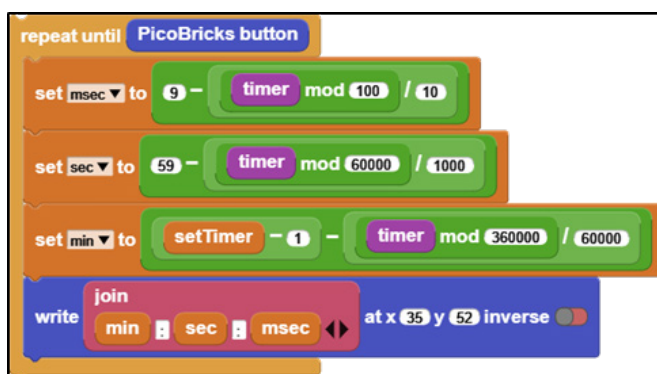 repeat until PicoBricks button
set msec to 9 - timer mod 100 / 10
set sec to 59 - timer mod 60000 / 1000
set min to setTimer - 1 - timer mod 360000 / 60000
join
write min : sec : msec at x 35 y 52 inverse